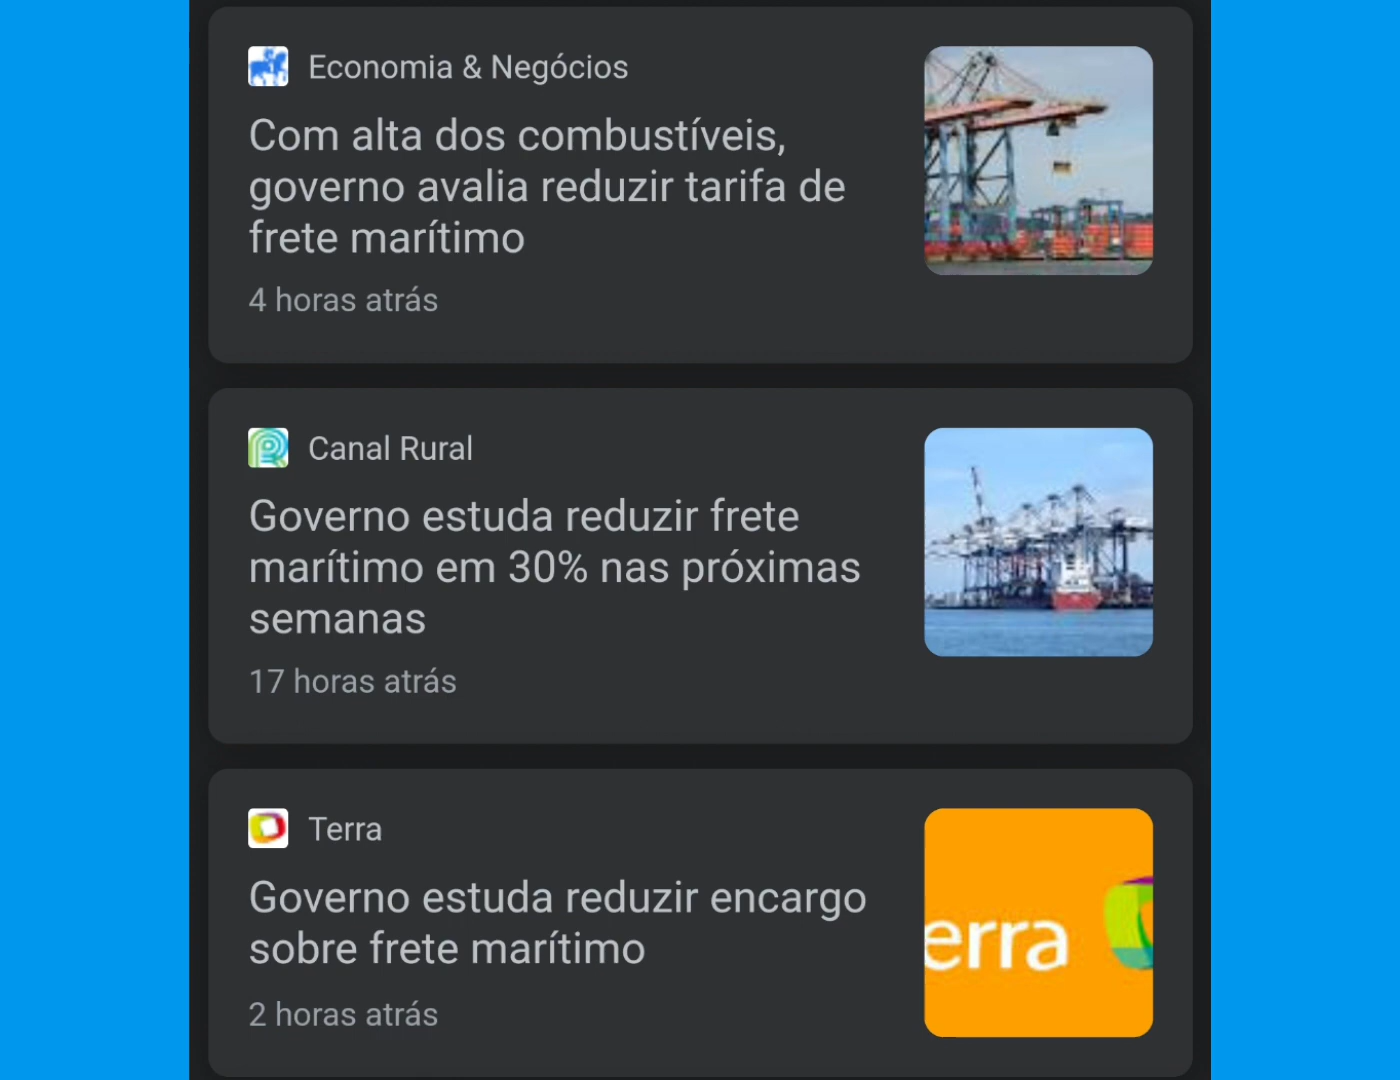 Economia & Negócios
Com alta dos combustíveis,
governo avalia reduzir tarifa de
frete marítimo
4 horas atrás
Canal Rural
Governo estuda reduzir frete
marítimo em 30% nas próximas
semanas
17 horas atrás
Terra
Governo estuda reduzir encargo
sobre frete marítimo
erra
2 horas atrás